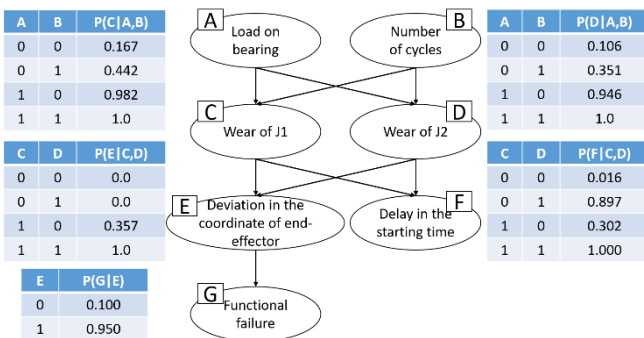 A B P(C|A,B)
0 0 0.167
0 1 0.442
1 0 0.982
1 1 1.0
A
Load on
bearing
B
Number
of cycles
A B P(D|A,B)
0 0 0.106
0 1 0.351
1 0 0.946
1 1 1.0
C
Wear of J1
D
Wear of J2
C D P(E|C,D)
0 0 0.0
0 1 0.0
1 0 0.357
1 1 1.0
E
Deviation in the
coordinate of end-
effector
F
Delay in the
starting time
C D P(F|C,D)
0 0 0.016
0 1 0.897
1 0 0.302
1 1 1.000
E P(G|E)
0 0.100
1 0.950
G
Functional
failure